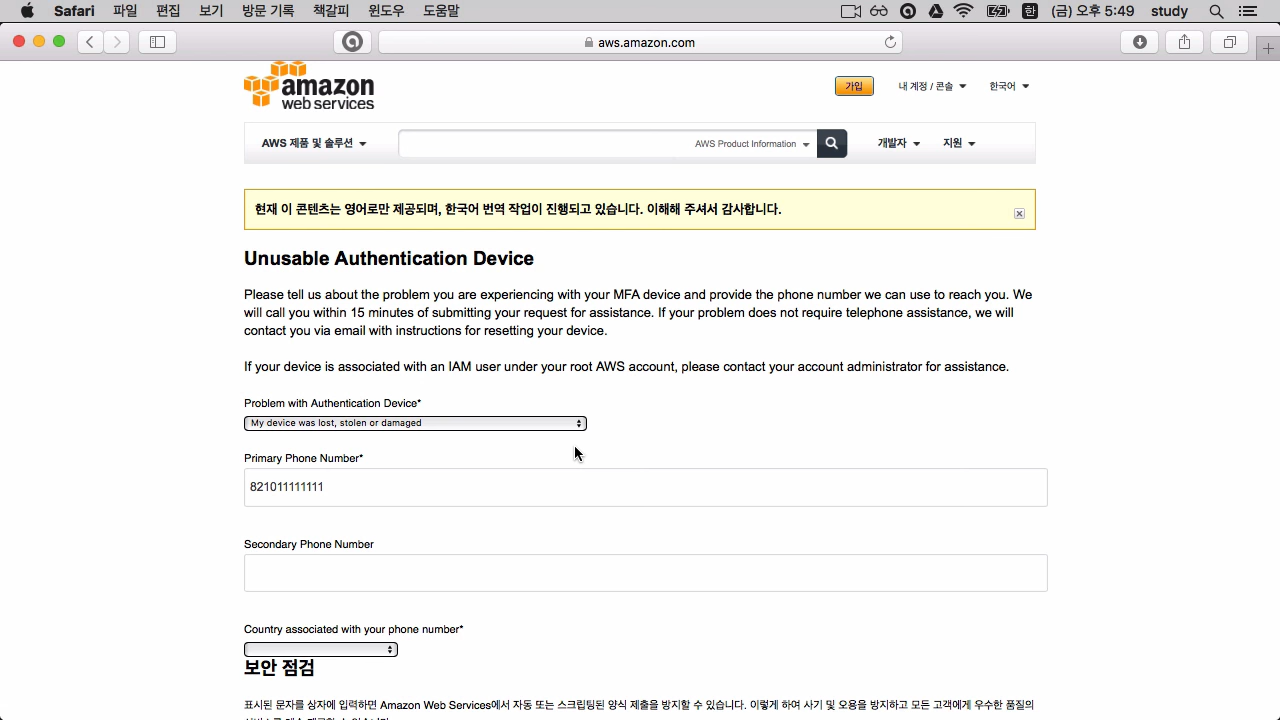 Safari 파일 편집 보기 방문 기록 책갈피 윈도우 도움말 한 (금) 오후 5:49 study
aws.amazon.com
amazon
web services
가입 내 계정 / 콘솔 한국어
AWS 제품 및 솔루션 AWS Product Information 개발자 지원
현재 이 콘텐츠는 영어로만 제공되며, 한국어 번역 작업이 진행되고 있습니다. 이해해 주셔서 감사합니다.
Unusable Authentication Device
Please tell us about the problem you are experiencing with your MFA device and provide the phone number we can use to reach you. We
will call you within 15 minutes of submitting your request for assistance. If your problem does not require telephone assistance, we will
contact you via email with instructions for resetting your device.
If your device is associated with an IAM user under your root AWS account, please contact your account administrator for assistance.
Problem with Authentication Device*
My device was lost, stolen or damaged
Primary Phone Number*
821011111111
Secondary Phone Number
Country associated with your phone number*
보안 점검
표시된 문자를 상자에 입력하면 Amazon Web Services에서 자동 또는 스크립팅된 양식 제출을 방지할 수 있습니다. 이렇게 하여 사기 및 오용을 방지하고 모든 고객에게 우수한 품질의